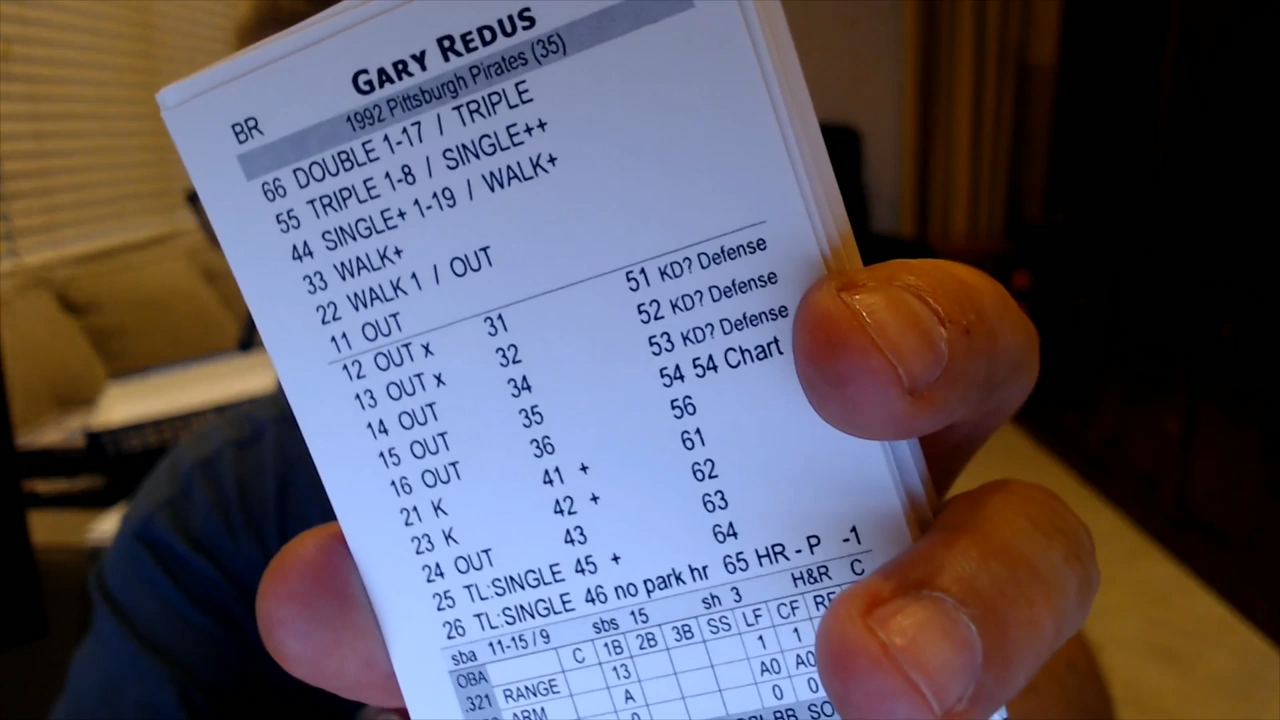 GARY REDUS
1992 Pittsburgh Pirates (35)
BR
66 DOUBLE 1-17 / TRIPLE
55 TRIPLE 1-8 / SINGLE++
44 SINGLE+ 1-19 / WALK+
33 WALK+
22 WALK 1 / OUT
11 OUT
12 OUT x 31 51 KD? Defense
13 OUT x 32 52 KD? Defense
14 OUT 34 53 KD? Defense
15 OUT 35 54 54 Chart
16 OUT 36 56
21 K 41 + 61
23 K 42 + 62
24 OUT 43 63
25 TL:SINGLE 45 + 64
26 TL:SINGLE 46 no park hr 65 HR - P -1
sba 11-15 / 9 sbs 15 sh 3 H&R C
OBA C 1B 2B 3B SS LF CF RF
.321 RANGE 13 1 1
ARM A A0 A0
0 0 0
BB SO